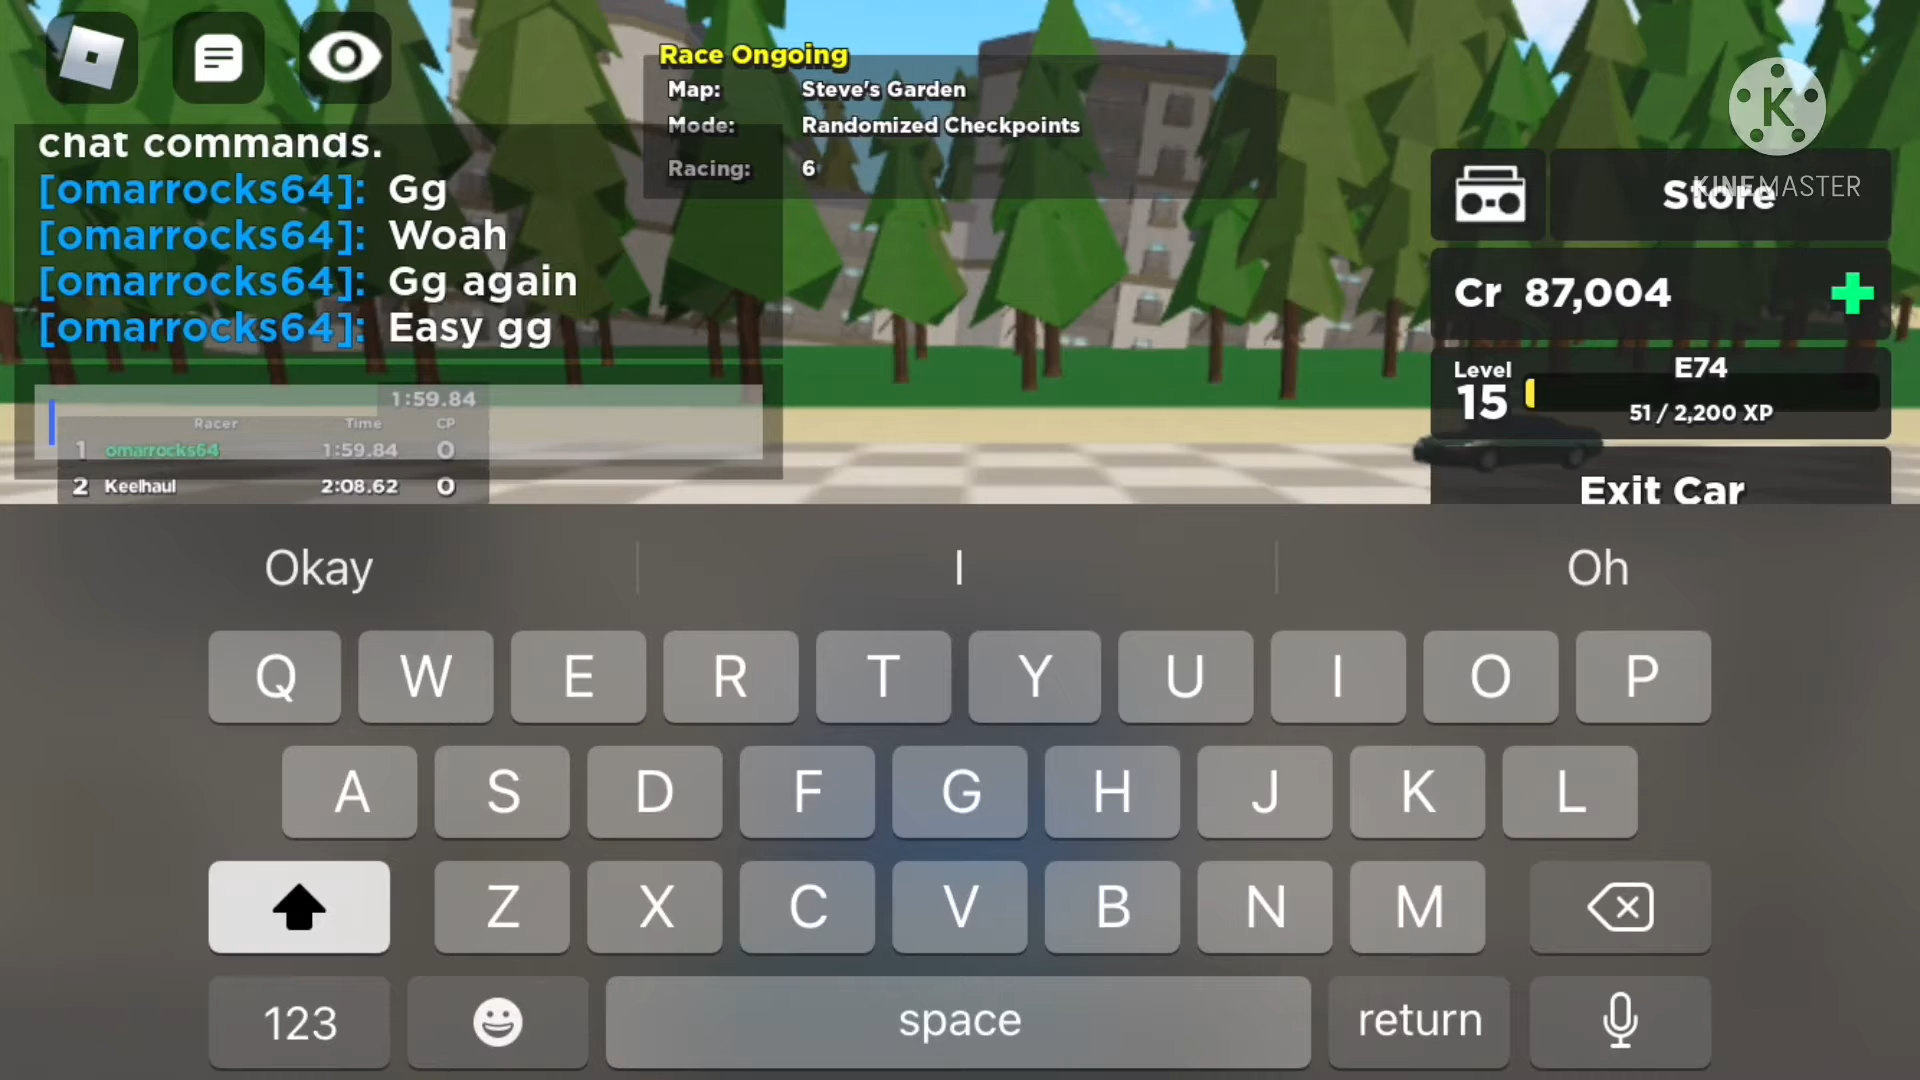 Race Ongoing
Map: Steve's Garden
Mode: Randomized Checkpoints
Racing: 6
K
KINEMASTER
chat commands.
[omarrocks64]: Gg
[omarrocks64]: Woah
[omarrocks64]: Gg again
[omarrocks64]: Easy gg
1:59.84
Racer Time CP
1 omarrocks64 1:59.84 0
2 Keelhaul 2:08.62 0
Store
Cr 87,004
Level 15
E74
51 / 2,200 XP
Exit Car
Okay I Oh
Q W E R T Y U I O P
A S D F G H J K L
Z X C V B N M
123 space return